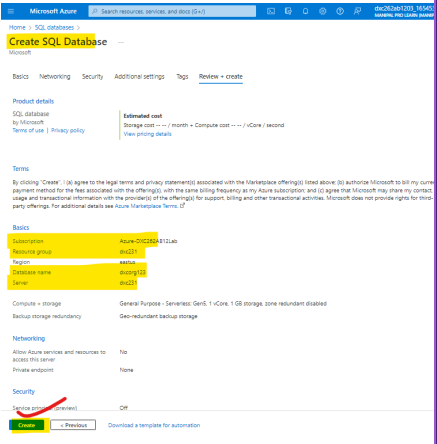 Microsoft Azure
Search resources, services, and docs (G+/)
dxc262ab1203_165453
MANIPAL PRO LEARN (MANIP
Home > SQL databases >
Create SQL Database ...
Microsoft
Basics Networking Security Additional settings Tags Review + create
Product details
SQL database
by Microsoft
Terms of use | Privacy policy
Estimated cost
Storage cost -- -- / month + Compute cost -- -- / vCore / second
View pricing details
Terms
By clicking "Create", I (a) agree to the legal terms and privacy statement(s) associated with the Marketplace offering(s) listed above; (b) authorize Microsoft to bill my curre
payment method for the fees associated with the offering(s), with the same billing frequency as my Azure subscription; and (c) agree that Microsoft may share my contact,
usage and transactional information with the provider(s) of the offering(s) for support, billing and other transactional activities. Microsoft does not provide rights for third-
party offerings. For additional details see Azure Marketplace Terms.
Basics
Subscription Azure-DXC262AB12Lab
Resource group dxc231
Region eastus
Database name dxcorg123
Server dxc231
Compute + storage General Purpose - Serverless: Gen5, 1 vCore, 1 GB storage, zone redundant disabled
Backup storage redundancy Geo-redundant backup storage
Networking
Allow Azure services and resources to No
access this server
Private endpoint None
Security
Service principal (preview) Off
Create < Previous Download a template for automation